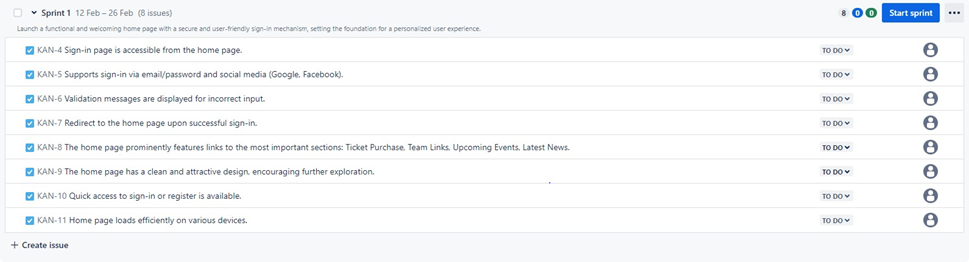 Sprint 1 12 Feb – 26 Feb (8 issues) 8 0 0 Start sprint
Launch a functional and welcoming home page with a secure and user-friendly sign-in mechanism, setting the foundation for a personalized user experience.
KAN-4 Sign-in page is accessible from the home page. TO DO
KAN-5 Supports sign-in via email/password and social media (Google, Facebook). TO DO
KAN-6 Validation messages are displayed for incorrect input. TO DO
KAN-7 Redirect to the home page upon successful sign-in. TO DO
KAN-8 The home page prominently features links to the most important sections: Ticket Purchase, Team Links, Upcoming Events, Latest News. TO DO
KAN-9 The home page has a clean and attractive design, encouraging further exploration. TO DO
KAN-10 Quick access to sign-in or register is available. TO DO
KAN-11 Home page loads efficiently on various devices. TO DO
+ Create issue